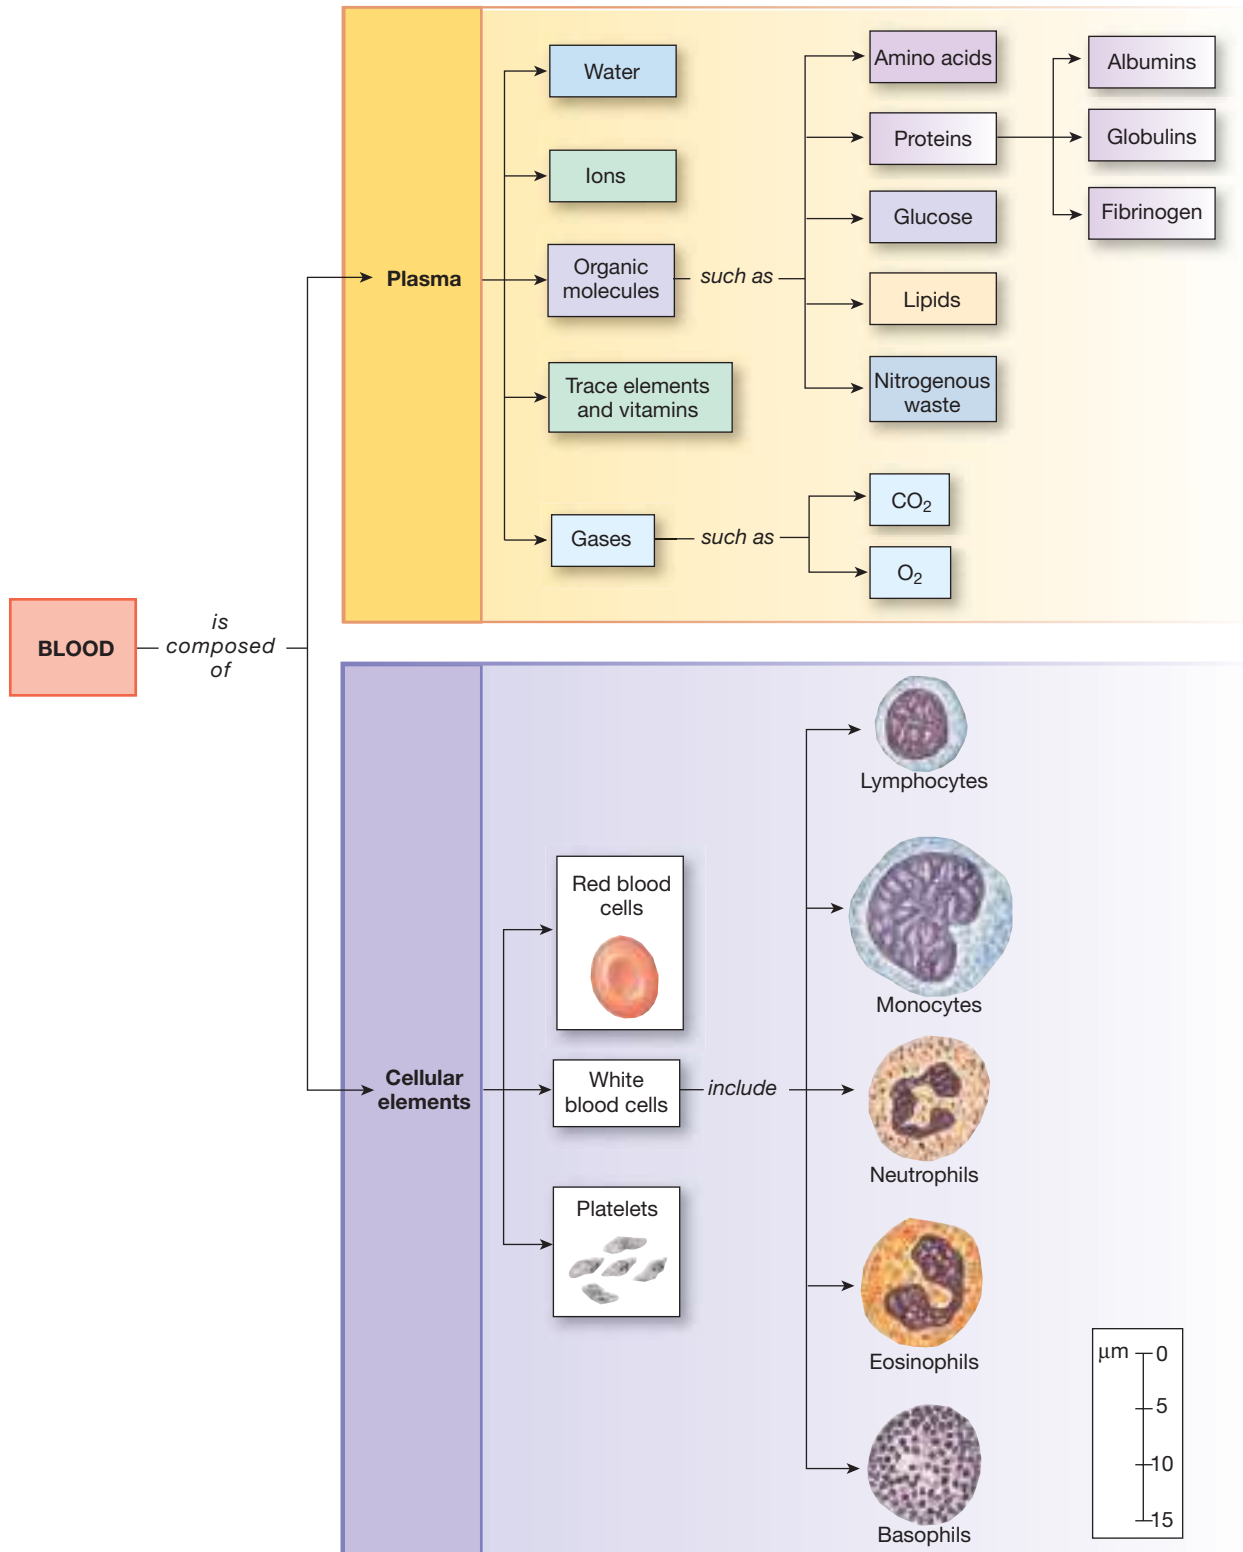 BLOOD
is
composed
of
Plasma
Water
Ions
Organic
molecules
such as
Trace elements
and vitamins
Gases
such as
Amino acids
Proteins
Glucose
Lipids
Nitrogenous
waste
CO₂
O₂
Albumins
Globulins
Fibrinogen
Cellular
elements
Red blood
cells
White
blood cells
include
Platelets
Lymphocytes
Monocytes
Neutrophils
Eosinophils
Basophils
μm
0
5
10
15